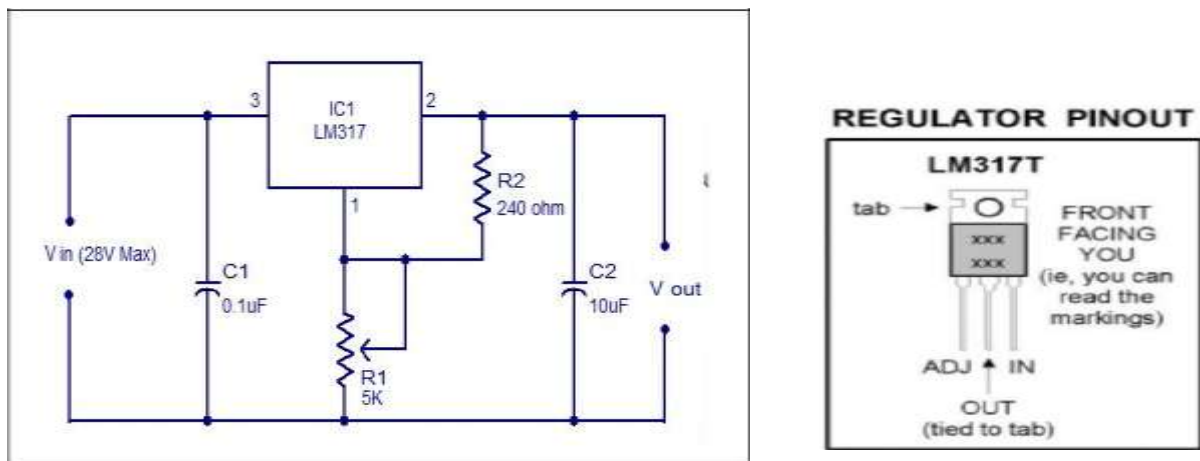 3
IC1
LM317
2
1
R2
240 ohm
V in (28V Max)
C1
0.1uF
C2
10uF
V out
R1
5K
REGULATOR PINOUT
LM317T
tab
xxx
xxx
FRONT
FACING
YOU
(ie, you can
read the
markings)
ADJ
IN
OUT
(tied to tab)